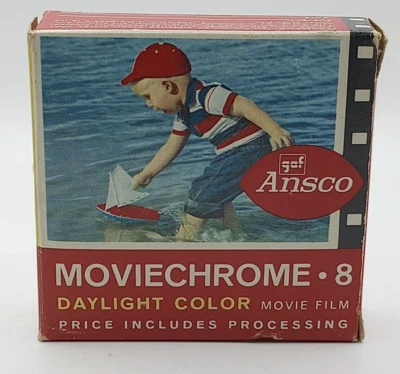 gaf
Ansco
MOVIECHROME • 8
DAYLIGHT COLOR MOVIE FILM
PRICE INCLUDES PROCESSING